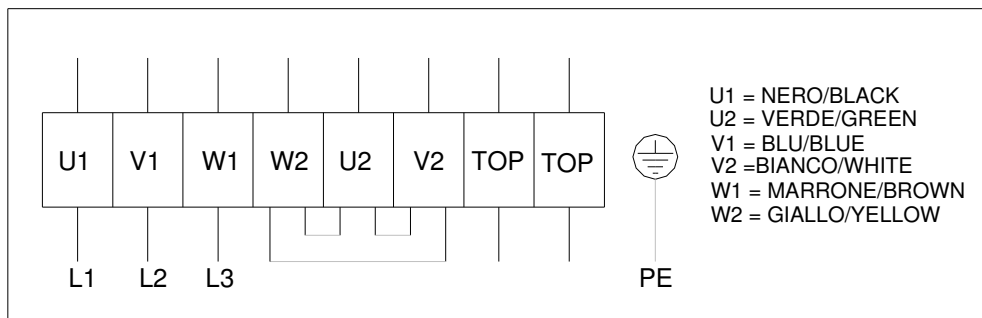 U1 V1 W1 W2 U2 V2 TOP TOP
L1 L2 L3 PE
U1 = NERO/BLACK
U2 = VERDE/GREEN
V1 = BLU/BLUE
V2 =BIANCO/WHITE
W1 = MARRONE/BROWN
W2 = GIALLO/YELLOW